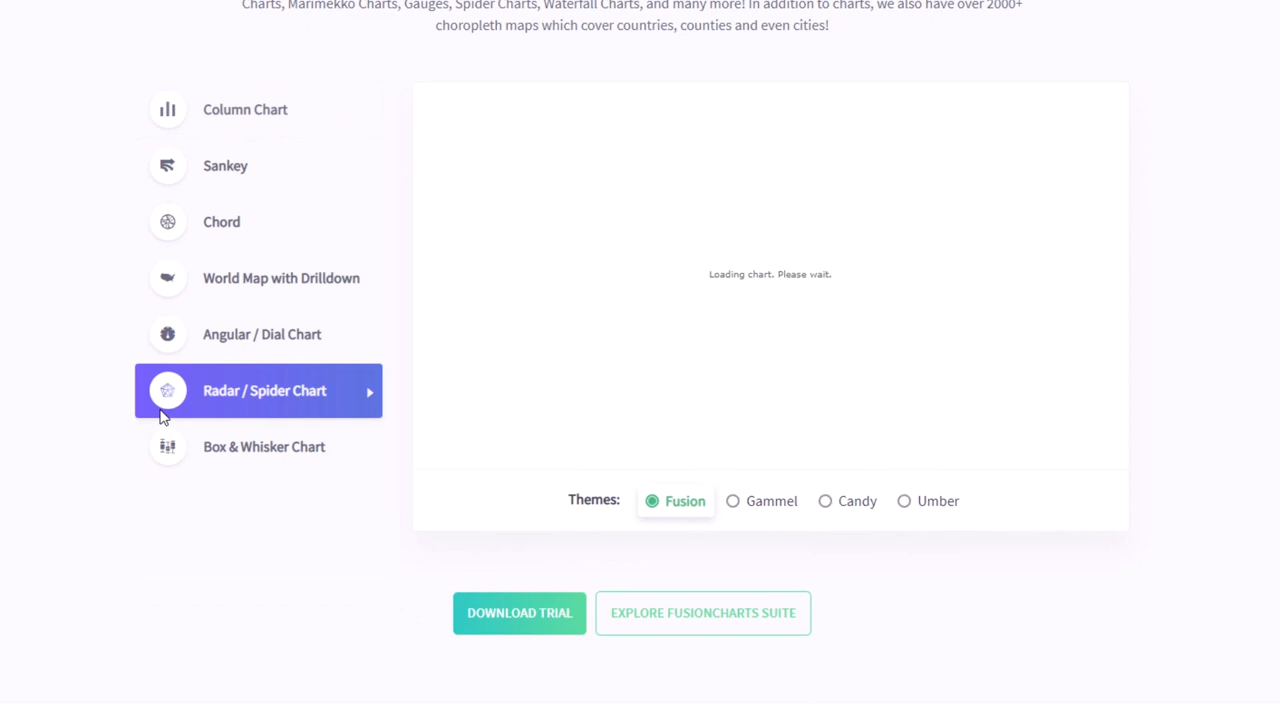 Charts, Marimekko Charts, Gauges, Spider Charts, Waterfall Charts, and many more! In addition to charts, we also have over 2000+
choropleth maps which cover countries, counties and even cities!
Column Chart
Sankey
Chord
World Map with Drilldown
Angular / Dial Chart
Radar / Spider Chart
Box & Whisker Chart
Loading chart. Please wait.
Themes: Fusion Gammel Candy Umber
DOWNLOAD TRIAL EXPLORE FUSIONCHARTS SUITE